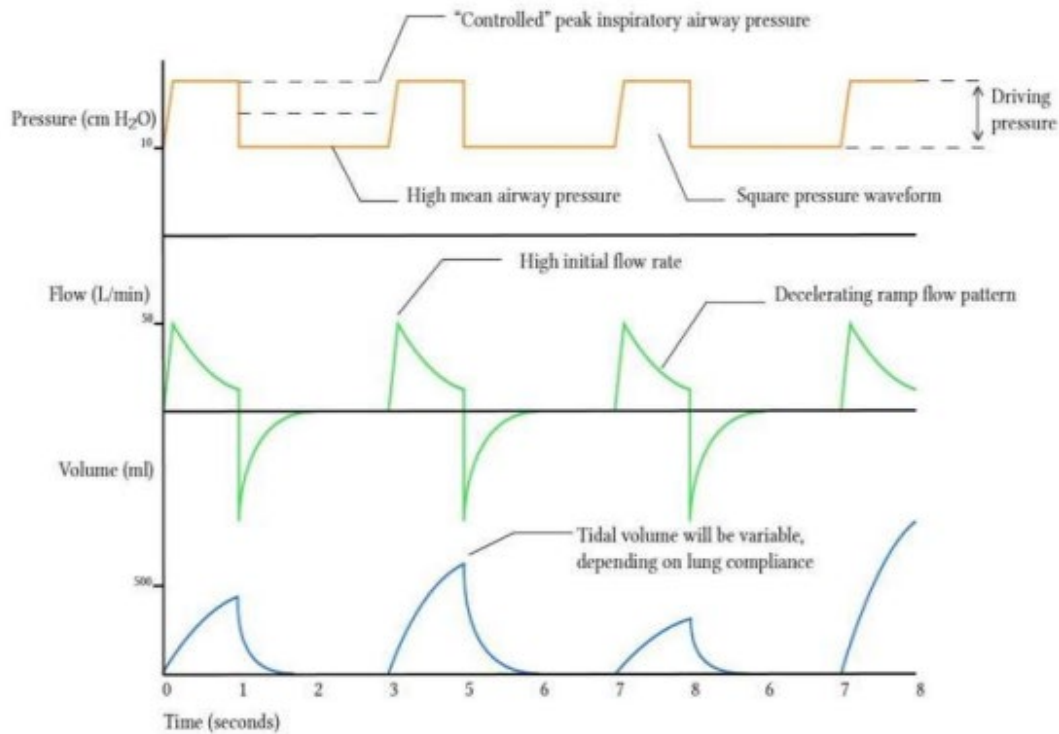 “Controlled” peak inspiratory airway pressure
Pressure (cm H₂O)
Driving
pressure
10
High mean airway pressure
Square pressure waveform
High initial flow rate
Flow (L/min)
Decelerating ramp flow pattern
50
Volume (ml)
Tidal volume will be variable,
depending on lung compliance
500
0 1 2 3 5 6 7 8 6 7 8
Time (seconds)